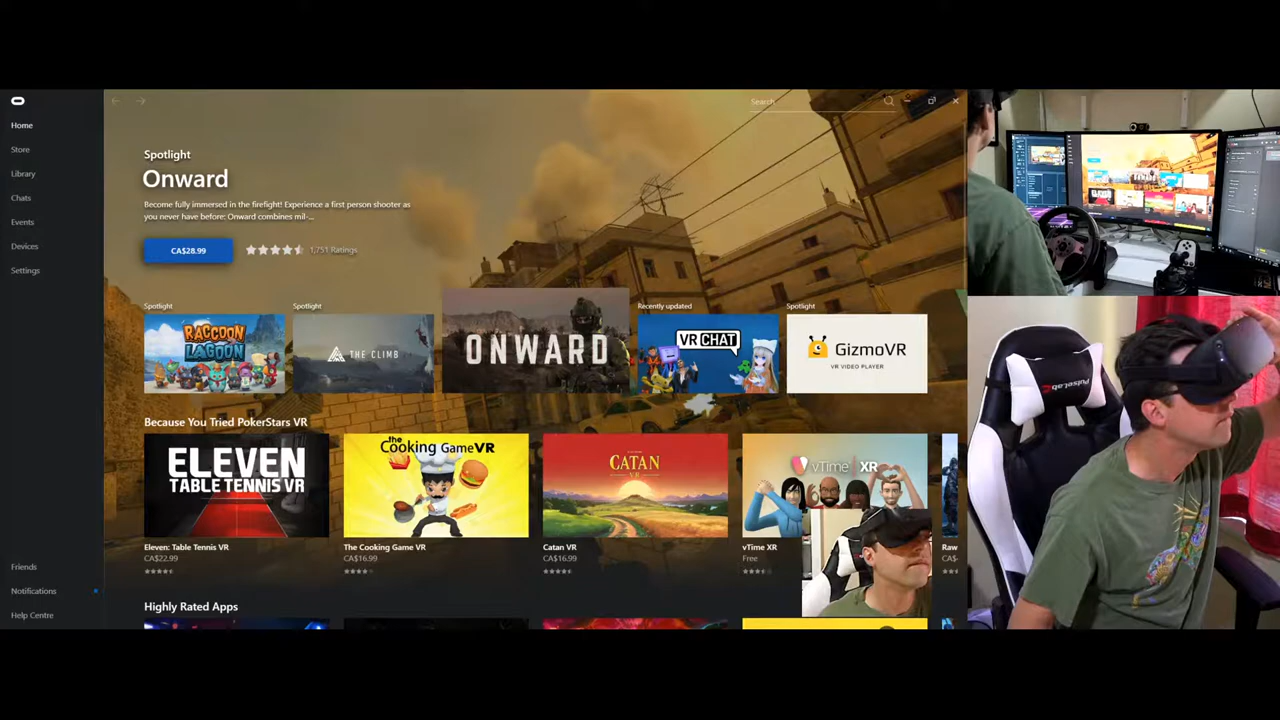 Search
Home
Store
Library
Chats
Events
Devices
Settings
Friends
Notifications
Help Centre
Spotlight
Onward
Become fully immersed in the firefight! Experience a first person shooter as
you never have before: Onward combines mil-...
CA$28.99
1,751 Ratings
Spotlight
Spotlight
Recently updated
Spotlight
RACCOON
LAGOON
THE CLIMB
ONWARD
VR CHAT
GizmoVR
VR VIDEO PLAYER
Because You Tried PokerStars VR
ELEVEN
TABLE TENNIS VR
the
Cooking GameVR
CATAN
VR
vTime XR
Eleven: Table Tennis VR
CA$22.99
The Cooking Game VR
CA$16.99
Catan VR
CA$16.99
vTime XR
Free
Raw
CA$
Highly Rated Apps
PulseLabz